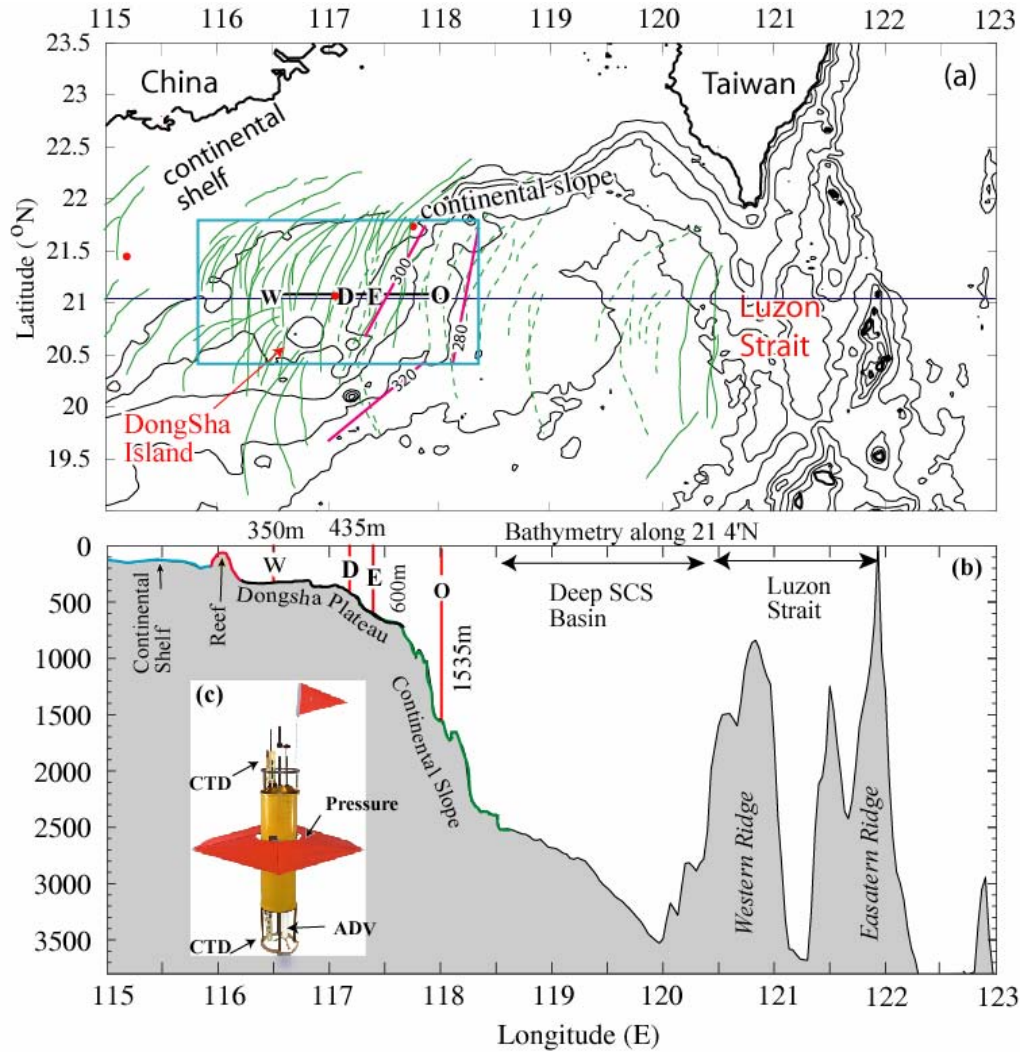 115 116 117 118 119 120 121 122 123
23.5
23
22.5
22
21.5
21
20.5
20
19.5
Latitude ( °N)
China
Taiwan
(a)
continental
shelf
continental slope
300
280
320
W D E O
Luzon
Strait
DongSha
Island
350m 435m
Bathymetry along 21 4'N
0
500
1000
1500
2000
2500
3000
3500
W D E O
600m
1535m
(b)
Continental
Shelf
Reef
Dongsha Plateau
Continental Slope
Deep SCS
Basin
Luzon
Strait
Western Ridge
Easatern Ridge
(c)
CTD
Pressure
ADV
CTD
115 116 117 118 119 120 121 122 123
Longitude (E)